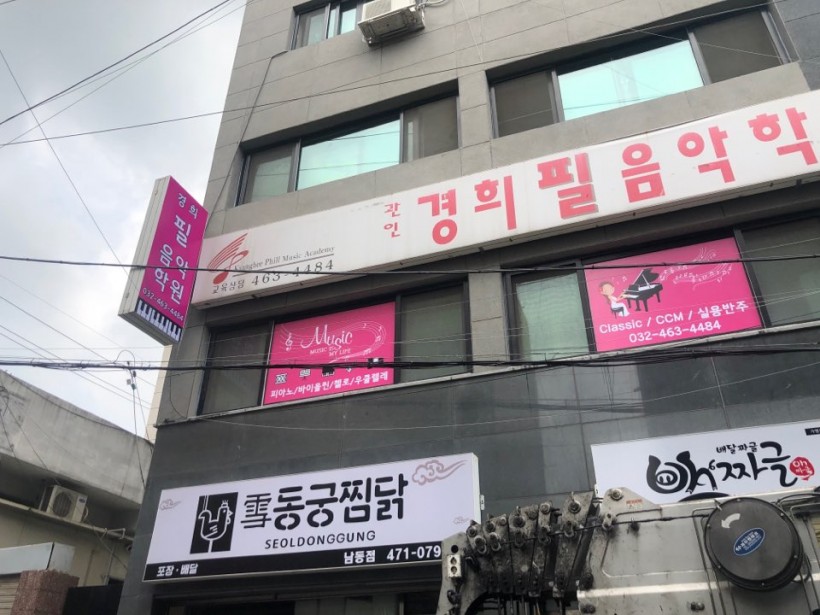 경희
필음악학원
032-463-4484
관인 경희필음악학
Kyunghee Phill Music Academy
교육상담 463-4484
Music
MUSIC IS
MY LIFE
피아노/바이올린/첼로/우쿨렐레
Classic / CCM / 실용반주
032-463-4484
雪동궁찜닭
SEOLDONGGUNG
포장·배달
남동점 471-079
배달짜글
짜글